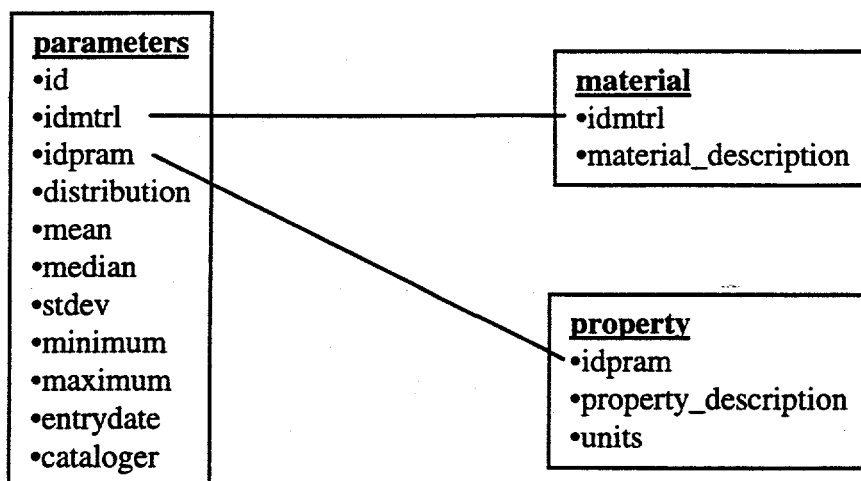 parameters
•id
•idmtrl
•idpram
•distribution
•mean
•median
•stdev
•minimum
•maximum
•entrydate
•cataloger
material
•idmtrl
•material_description
property
•idpram
•property_description
•units